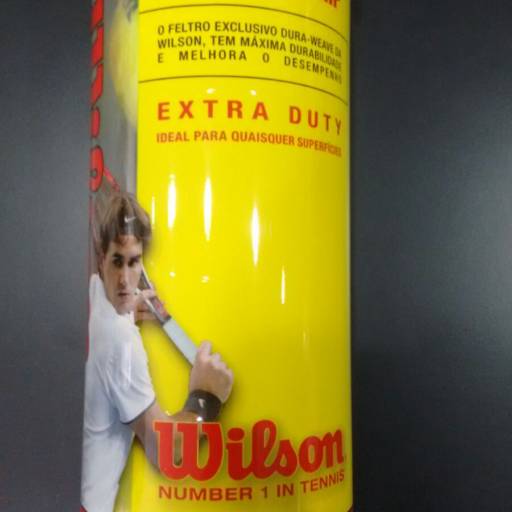 O FELTRO EXCLUSIVO DURA-WEAVE DA
WILSON, TEM MÁXIMA DURABILIDADE
E MELHORA O DESEMPENHO
EXTRA DUTY
IDEAL PARA QUAISQUER SUPERFÍCIES
Wilson
NUMBER 1 IN TENNIS